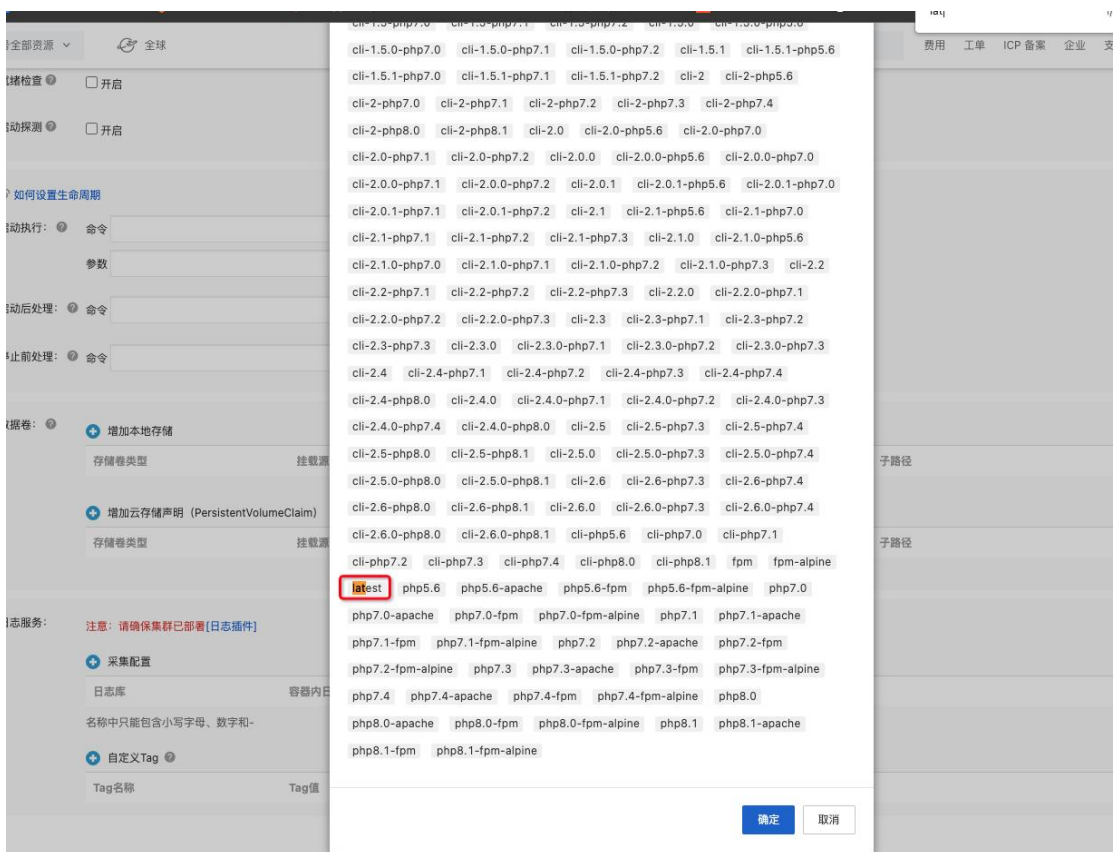 latj
全部资源 全球
费用 工单 ICP 备案 企业 支
cli-1.5-php7.0 cli-1.5-php7.1 cli-1.5-php7.2 cli-1.5.0 cli-1.5.0-php5.6
cli-1.5.0-php7.0 cli-1.5.0-php7.1 cli-1.5.0-php7.2 cli-1.5.1 cli-1.5.1-php5.6
cli-1.5.1-php7.0 cli-1.5.1-php7.1 cli-1.5.1-php7.2 cli-2 cli-2-php5.6
cli-2-php7.0 cli-2-php7.1 cli-2-php7.2 cli-2-php7.3 cli-2-php7.4
cli-2-php8.0 cli-2-php8.1 cli-2.0 cli-2.0-php5.6 cli-2.0-php7.0
cli-2.0-php7.1 cli-2.0-php7.2 cli-2.0.0 cli-2.0.0-php5.6 cli-2.0.0-php7.0
cli-2.0.0-php7.1 cli-2.0.0-php7.2 cli-2.0.1 cli-2.0.1-php5.6 cli-2.0.1-php7.0
cli-2.0.1-php7.1 cli-2.0.1-php7.2 cli-2.1 cli-2.1-php5.6 cli-2.1-php7.0
cli-2.1-php7.1 cli-2.1-php7.2 cli-2.1-php7.3 cli-2.1.0 cli-2.1.0-php5.6
cli-2.1.0-php7.0 cli-2.1.0-php7.1 cli-2.1.0-php7.2 cli-2.1.0-php7.3 cli-2.2
cli-2.2-php7.1 cli-2.2-php7.2 cli-2.2-php7.3 cli-2.2.0 cli-2.2.0-php7.1
cli-2.2.0-php7.2 cli-2.2.0-php7.3 cli-2.3 cli-2.3-php7.1 cli-2.3-php7.2
cli-2.3-php7.3 cli-2.3.0 cli-2.3.0-php7.1 cli-2.3.0-php7.2 cli-2.3.0-php7.3
cli-2.4 cli-2.4-php7.1 cli-2.4-php7.2 cli-2.4-php7.3 cli-2.4-php7.4
cli-2.4-php8.0 cli-2.4.0 cli-2.4.0-php7.1 cli-2.4.0-php7.2 cli-2.4.0-php7.3
cli-2.4.0-php7.4 cli-2.4.0-php8.0 cli-2.5 cli-2.5-php7.3 cli-2.5-php7.4
cli-2.5-php8.0 cli-2.5-php8.1 cli-2.5.0 cli-2.5.0-php7.3 cli-2.5.0-php7.4
cli-2.5.0-php8.0 cli-2.5.0-php8.1 cli-2.6 cli-2.6-php7.3 cli-2.6-php7.4
cli-2.6-php8.0 cli-2.6-php8.1 cli-2.6.0 cli-2.6.0-php7.3 cli-2.6.0-php7.4
cli-2.6.0-php8.0 cli-2.6.0-php8.1 cli-php5.6 cli-php7.0 cli-php7.1
cli-php7.2 cli-php7.3 cli-php7.4 cli-php8.0 cli-php8.1 fpm fpm-alpine
latest php5.6 php5.6-apache php5.6-fpm php5.6-fpm-alpine php7.0
php7.0-apache php7.0-fpm php7.0-fpm-alpine php7.1 php7.1-apache
php7.1-fpm php7.1-fpm-alpine php7.2 php7.2-apache php7.2-fpm
php7.2-fpm-alpine php7.3 php7.3-apache php7.3-fpm php7.3-fpm-alpine
php7.4 php7.4-apache php7.4-fpm php7.4-fpm-alpine php8.0
php8.0-apache php8.0-fpm php8.0-fpm-alpine php8.1 php8.1-apache
php8.1-fpm php8.1-fpm-alpine
确定 取消
绪检查 开启
动探测 开启
如何设置生命周期
动执行: 命令
参数
动后处理: 命令
止前处理: 命令
据卷: 增加本地存储
存储卷类型 挂载源 子路径
增加云存储声明 (PersistentVolumeClaim)
存储卷类型 挂载源 子路径
志服务: 注意: 请确保集群已部署[日志插件]
采集配置
日志库 容器内日
名称中只能包含小写字母、数字和-
自定义Tag
Tag名称 Tag值